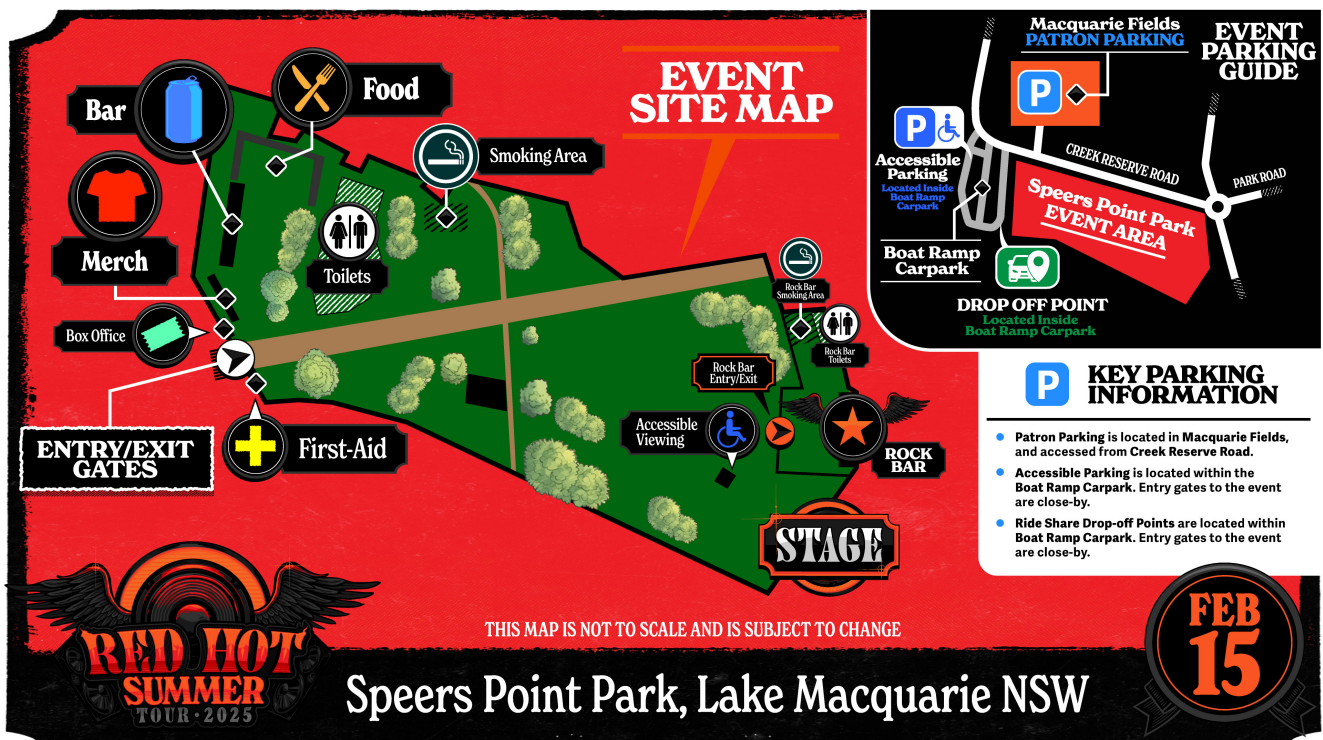 EVENT
SITE MAP
Bar
Food
Smoking Area
Merch
Toilets
Box Office
ENTRY/EXIT
GATES
First-Aid
Rock Bar
Smoking Area
Rock Bar
Toilets
Rock Bar
Entry/Exit
Accessible
Viewing
ROCK
BAR
STAGE
Macquarie Fields
PATRON PARKING
EVENT
PARKING
GUIDE
P
P
Accessible
Parking
Located Inside
Boat Ramp
Carpark
CREEK RESERVE ROAD
PARK ROAD
Speers Point Park
EVENT AREA
Boat Ramp
Carpark
DROP OFF POINT
Located Inside
Boat Ramp Carpark
P
KEY PARKING
INFORMATION
Patron Parking is located in Macquarie Fields,
and accessed from Creek Reserve Road.
Accessible Parking is located within the
Boat Ramp Carpark. Entry gates to the event
are close-by.
Ride Share Drop-off Points are located within
Boat Ramp Carpark. Entry gates to the event
are close-by.
THIS MAP IS NOT TO SCALE AND IS SUBJECT TO CHANGE
RED HOT
SUMMER
TOUR · 2025
Speers Point Park, Lake Macquarie NSW
FEB
15